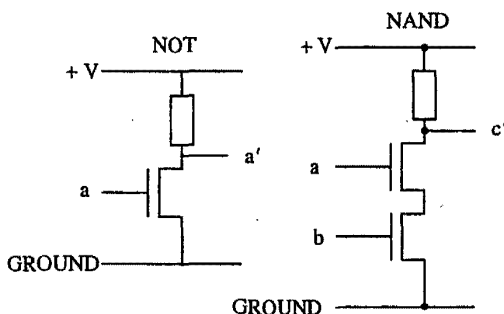 NOT
+ V
a'
a
GROUND
NAND
+ V
c'
a
b
GROUND